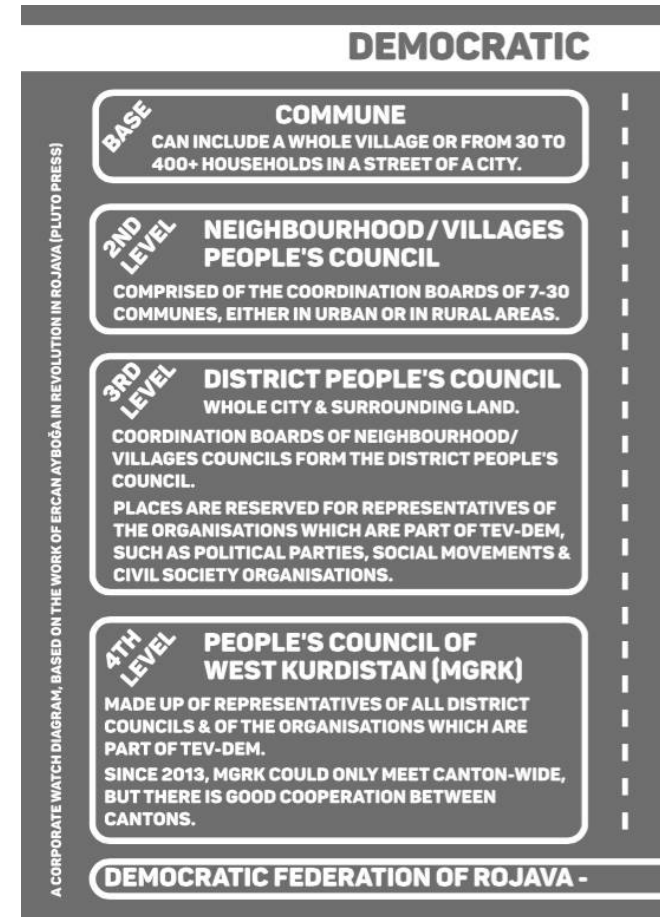 DEMOCRATIC
BASE
COMMUNE
CAN INCLUDE A WHOLE VILLAGE OR FROM 30 TO
400+ HOUSEHOLDS IN A STREET OF A CITY.
2ND
LEVEL
NEIGHBOURHOOD/VILLAGES
PEOPLE'S COUNCIL
COMPRISED OF THE COORDINATION BOARDS OF 7-30
COMMUNES, EITHER IN URBAN OR IN RURAL AREAS.
3RD
LEVEL
DISTRICT PEOPLE'S COUNCIL
WHOLE CITY & SURROUNDING LAND.
COORDINATION BOARDS OF NEIGHBOURHOOD/
VILLAGES COUNCILS FORM THE DISTRICT PEOPLE'S
COUNCIL.
PLACES ARE RESERVED FOR REPRESENTATIVES OF
THE ORGANISATIONS WHICH ARE PART OF TEV-DEM,
SUCH AS POLITICAL PARTIES, SOCIAL MOVEMENTS &
CIVIL SOCIETY ORGANISATIONS.
4TH
LEVEL
PEOPLE'S COUNCIL OF
WEST KURDISTAN (MGRK)
MADE UP OF REPRESENTATIVES OF ALL DISTRICT
COUNCILS & OF THE ORGANISATIONS WHICH ARE
PART OF TEV-DEM.
SINCE 2013, MGRK COULD ONLY MEET CANTON-WIDE,
BUT THERE IS GOOD COOPERATION BETWEEN
CANTONS.
DEMOCRATIC FEDERATION OF ROJAVA -
A CORPORATE WATCH DIAGRAM, BASED ON THE WORK OF ERCAN AYBOĞA IN REVOLUTION IN ROJAVA (PLUTO PRESS)